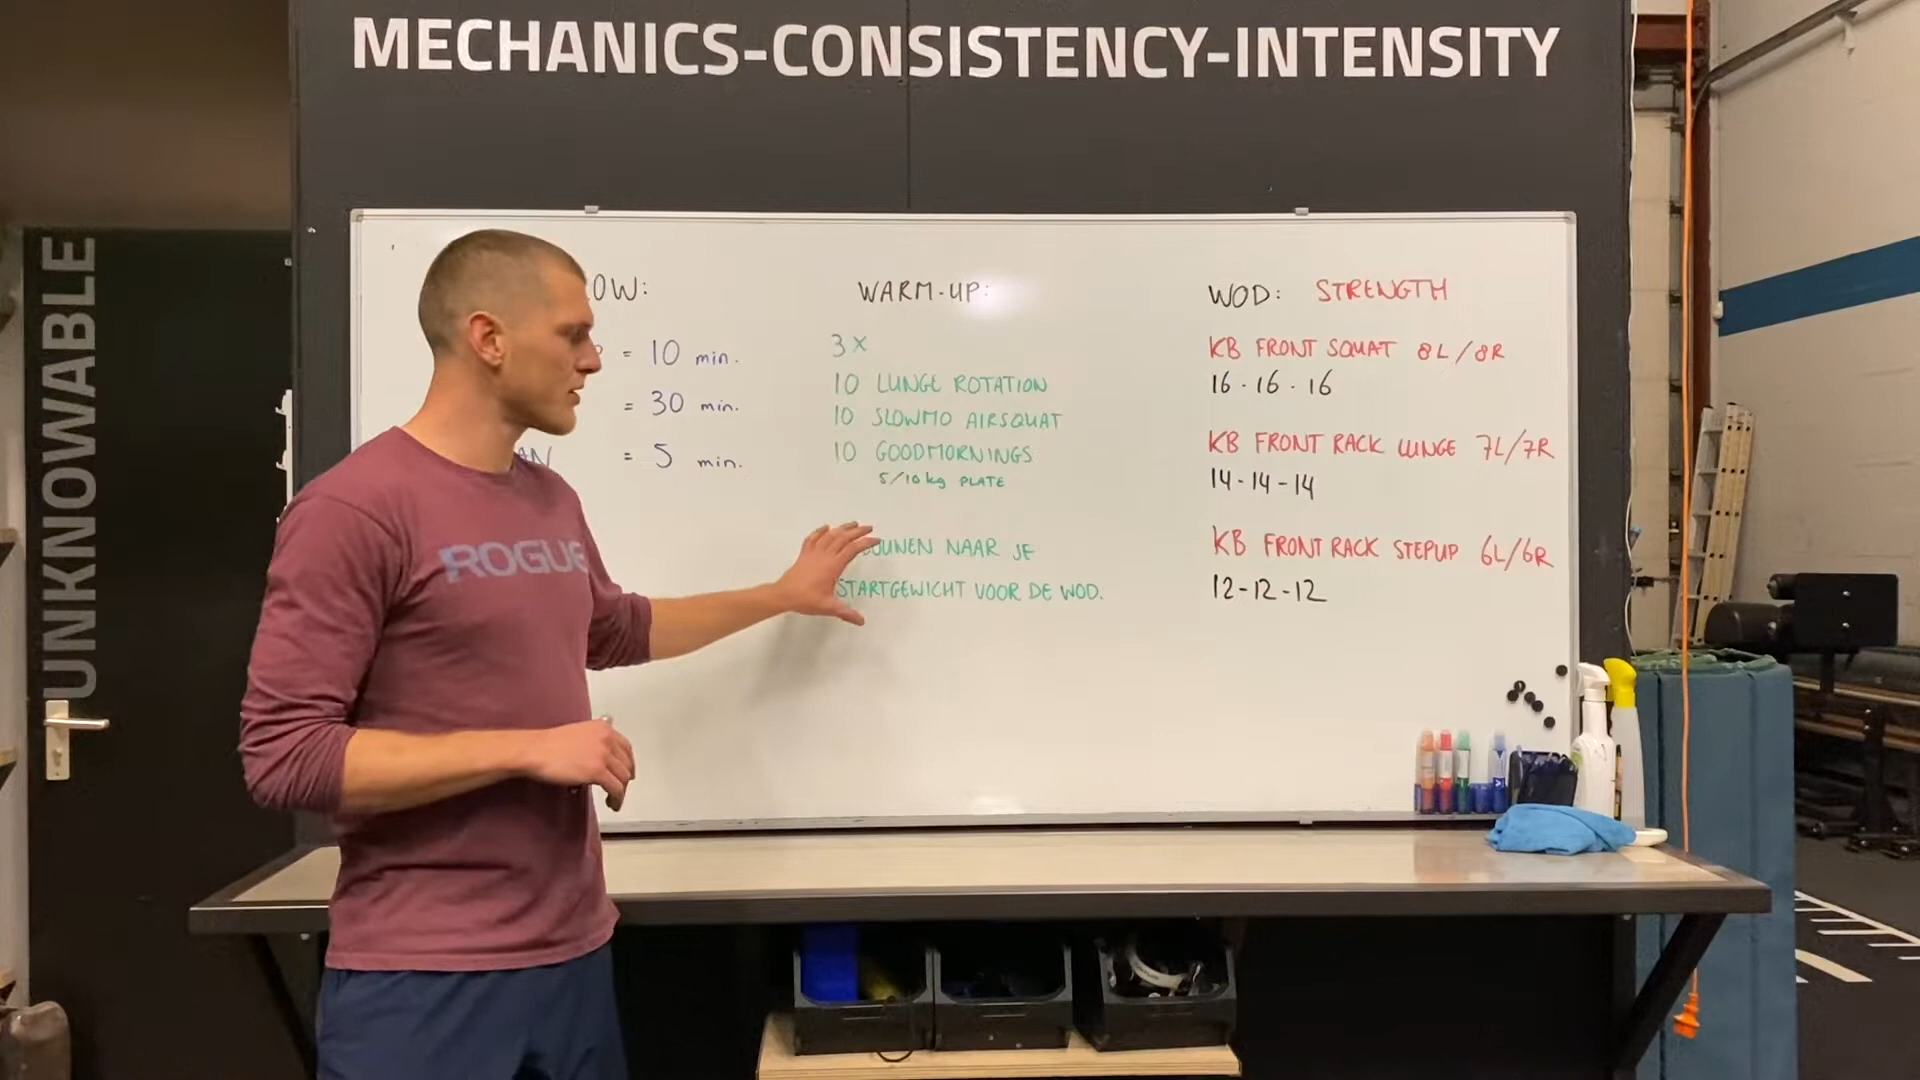 MECHANICS-CONSISTENCY-INTENSITY
UNKNOWABLE
OW:
= 10 min.
= 30 min.
AN = 5 min.
WARM-UP:
3X
10 LUNGE ROTATION
10 SLOWMO AIRSQUAT
10 GOODMORNINGS
5/10kg PLATE
NAAR JE
STARTGEWICHT VOOR DE WOD.
WOD: STRENGTH
KB FRONT SQUAT 8L/8R
16-16-16
KB FRONT RACK LUNGE 7L/7R
14-14-14
KB FRONT RACK STEPUP 6L/6R
12-12-12
ROGUE